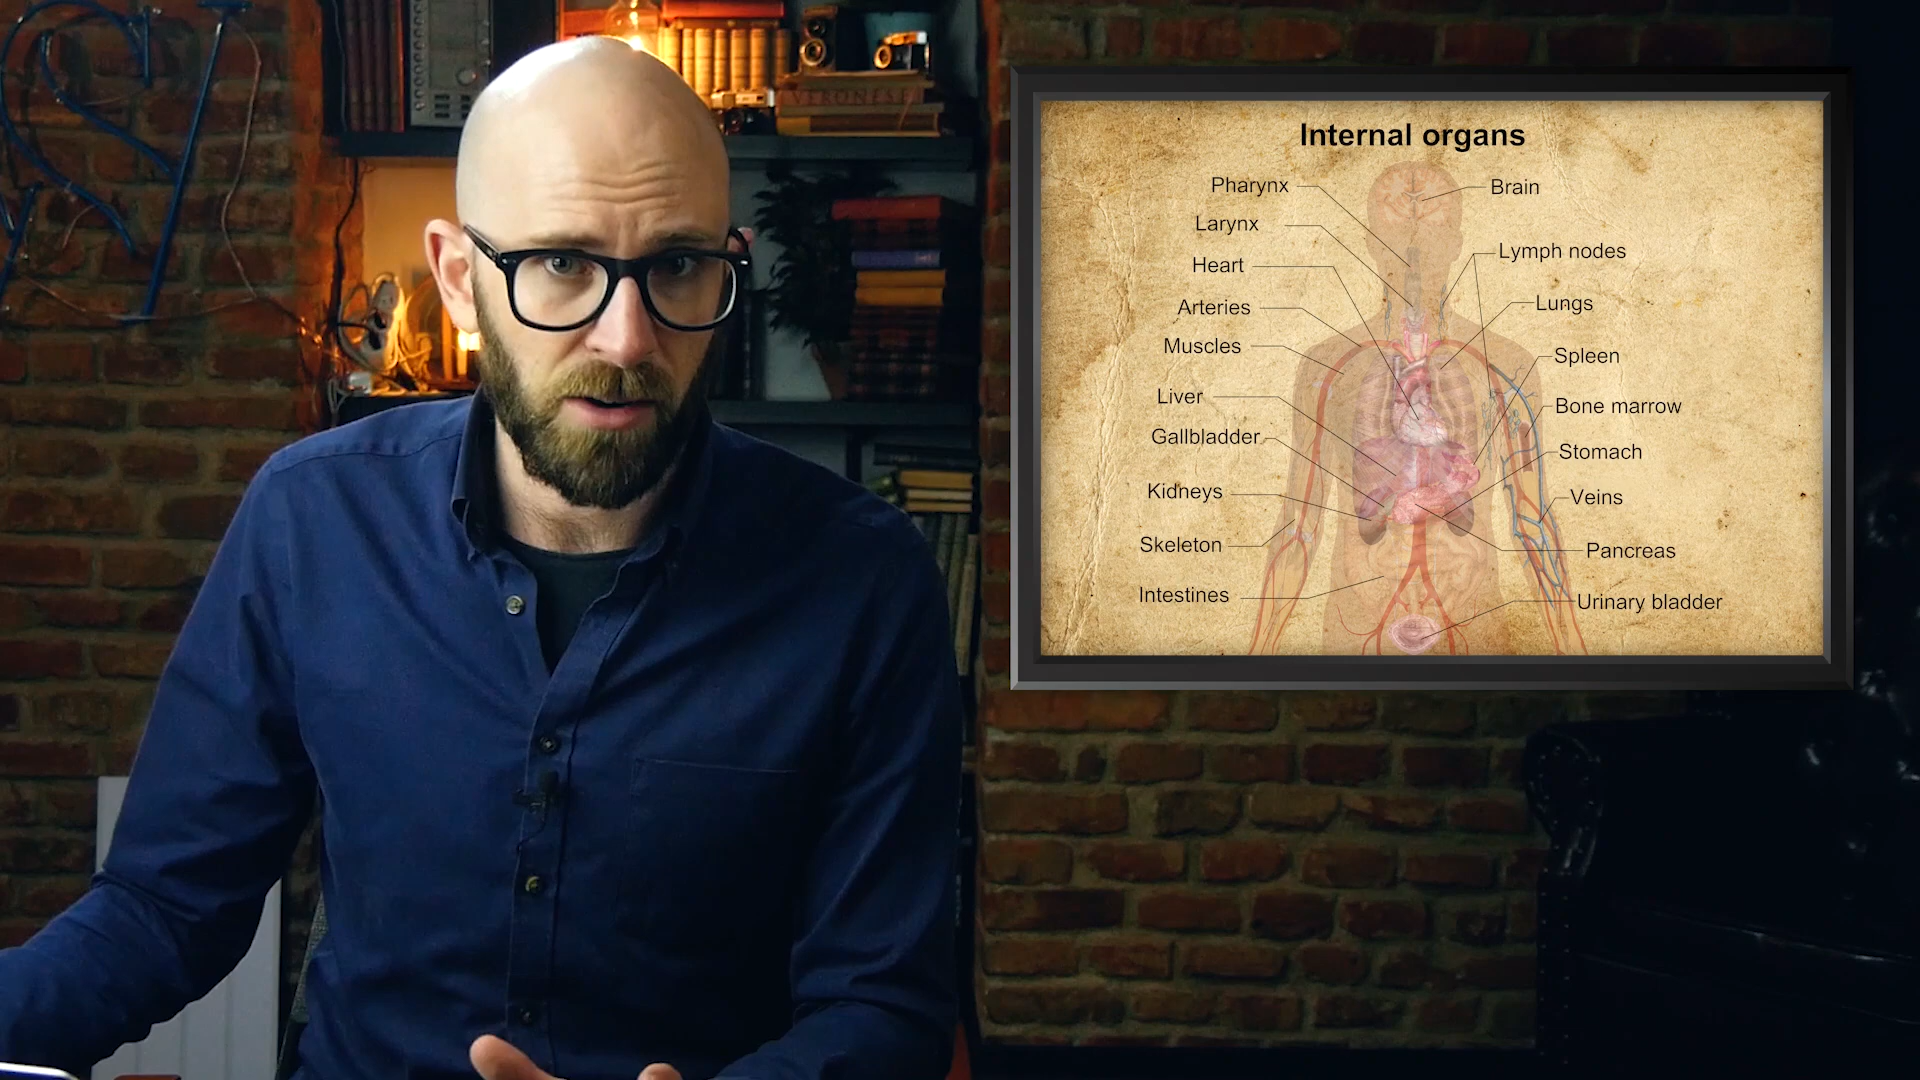 VERONESE
Internal organs
Pharynx
Larynx
Heart
Arteries
Muscles
Liver
Gallbladder
Kidneys
Skeleton
Intestines
Brain
Lymph nodes
Lungs
Spleen
Bone marrow
Stomach
Veins
Pancreas
Urinary bladder